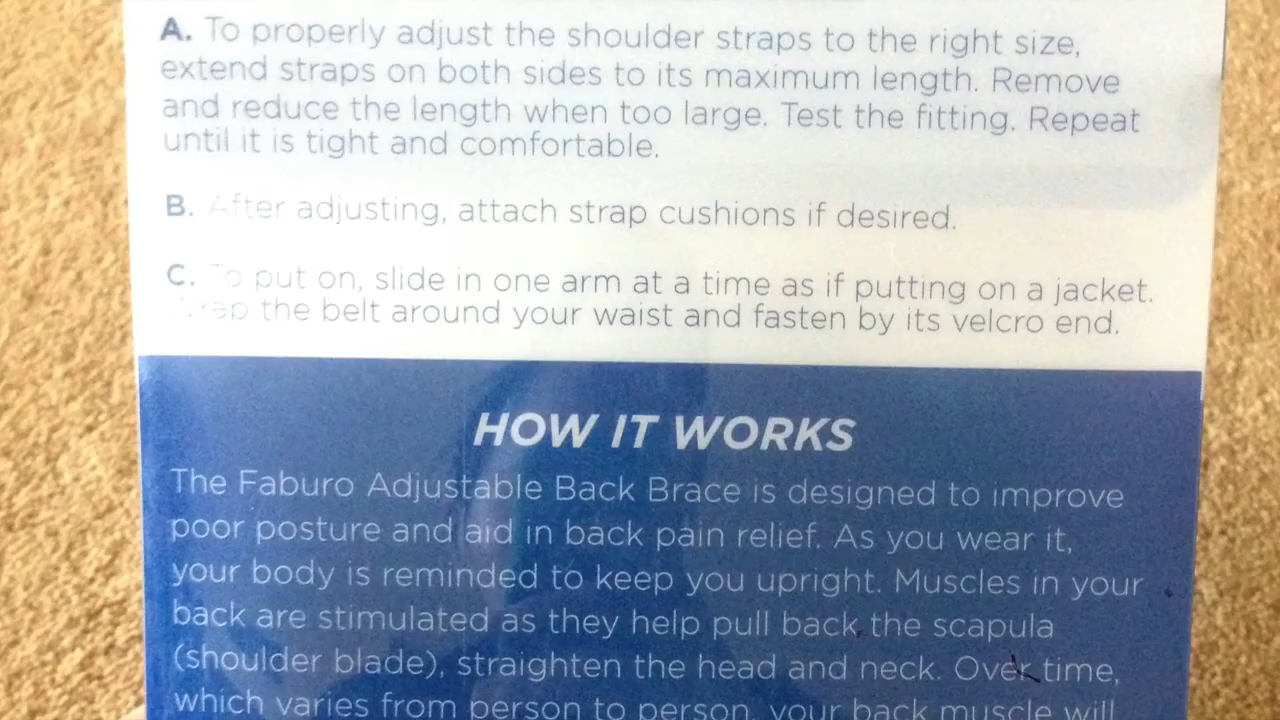 A. To properly adjust the shoulder straps to the right size,
extend straps on both sides to its maximum length. Remove
and reduce the length when too large. Test the fitting. Repeat
until it is tight and comfortable.
B. After adjusting, attach strap cushions if desired.
C. To put on, slide in one arm at a time as if putting on a jacket.
Wrap the belt around your waist and fasten by its velcro end.
HOW IT WORKS
The Faburo Adjustable Back Brace is designed to improve
poor posture and aid in back pain relief. As you wear it,
your body is reminded to keep you upright. Muscles in your
back are stimulated as they help pull back the scapula
(shoulder blade), straighten the head and neck. Over time,
which varies from person to person, your back muscle will